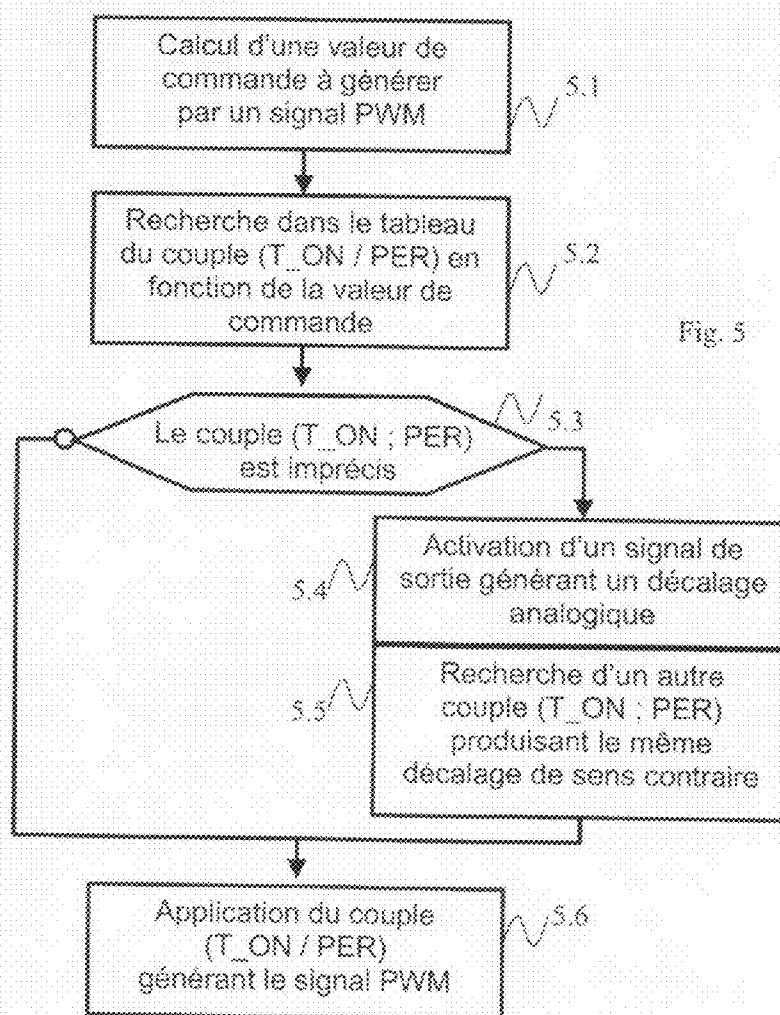 Calcul d'une valeur de
commande à générer
par un signal PWM
5.1
Recherche dans le tableau
du couple (T_ON / PER) en
fonction de la valeur de
commande
5.2
Fig. 5
Le couple (T_ON ; PER)
est imprécis
5.3
Activation d'un signal de
sortie générant un décalage
analogique
5.4
Recherche d'un autre
couple (T_ON ; PER)
produisant le même
décalage de sens contraire
5.5
Application du couple
(T_ON / PER)
générant le signal PWM
5.6